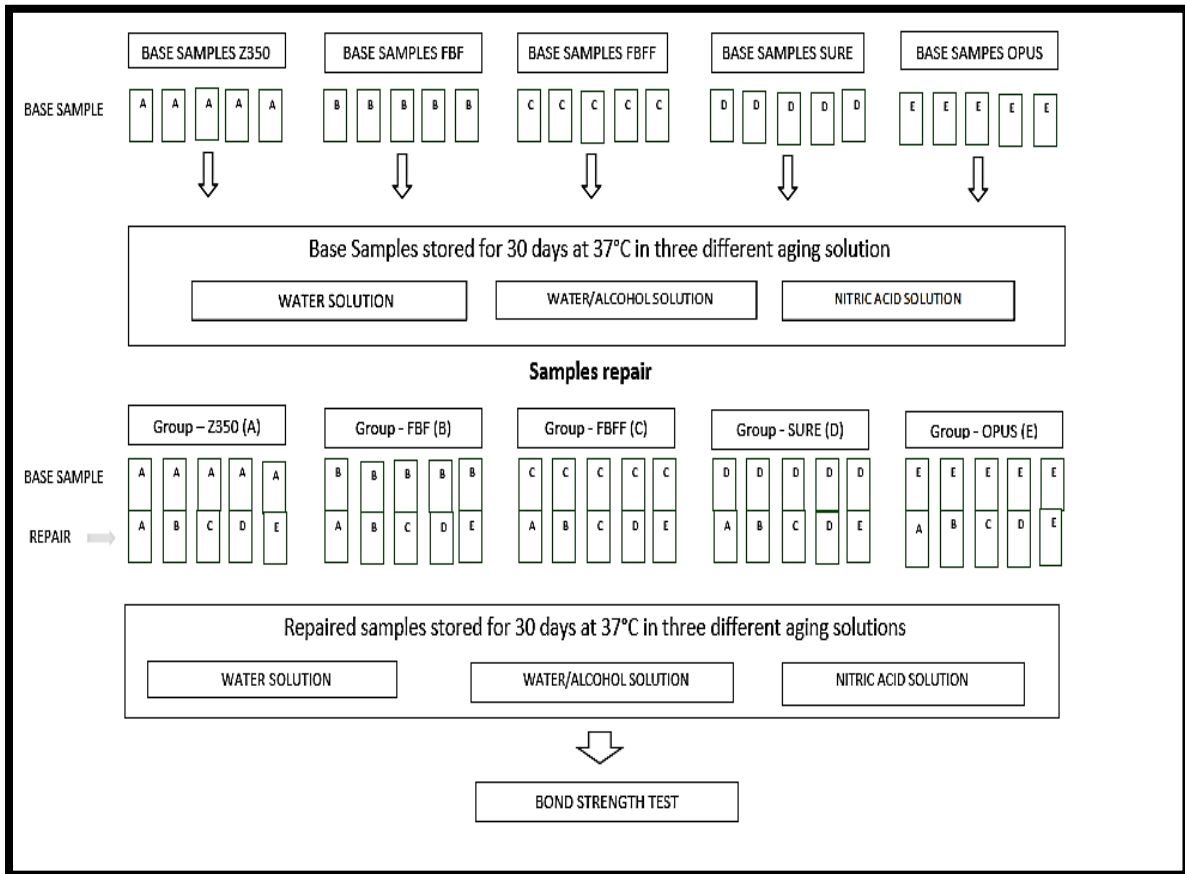 BASE SAMPLES Z350 BASE SAMPLES FBF BASE SAMPLES FBFF BASE SAMPLES SURE BASE SAMPES OPUS
BASE SAMPLE A A A A A B B B B B C C C C C D D D D D E E E E E
Base Samples stored for 30 days at 37°C in three different aging solution
WATER SOLUTION WATER/ALCOHOL SOLUTION NITRIC ACID SOLUTION
Samples repair
Group – Z350 (A) Group - FBF (B) Group - FBFF (C) Group - SURE (D) Group - OPUS (E)
BASE SAMPLE A A A A A B B B B B C C C C C D D D D D E E E E E
REPAIR A B C D E A B C D E A B C D E A B C D E A B C D E
Repaired samples stored for 30 days at 37°C in three different aging solutions
WATER SOLUTION WATER/ALCOHOL SOLUTION NITRIC ACID SOLUTION
BOND STRENGTH TEST